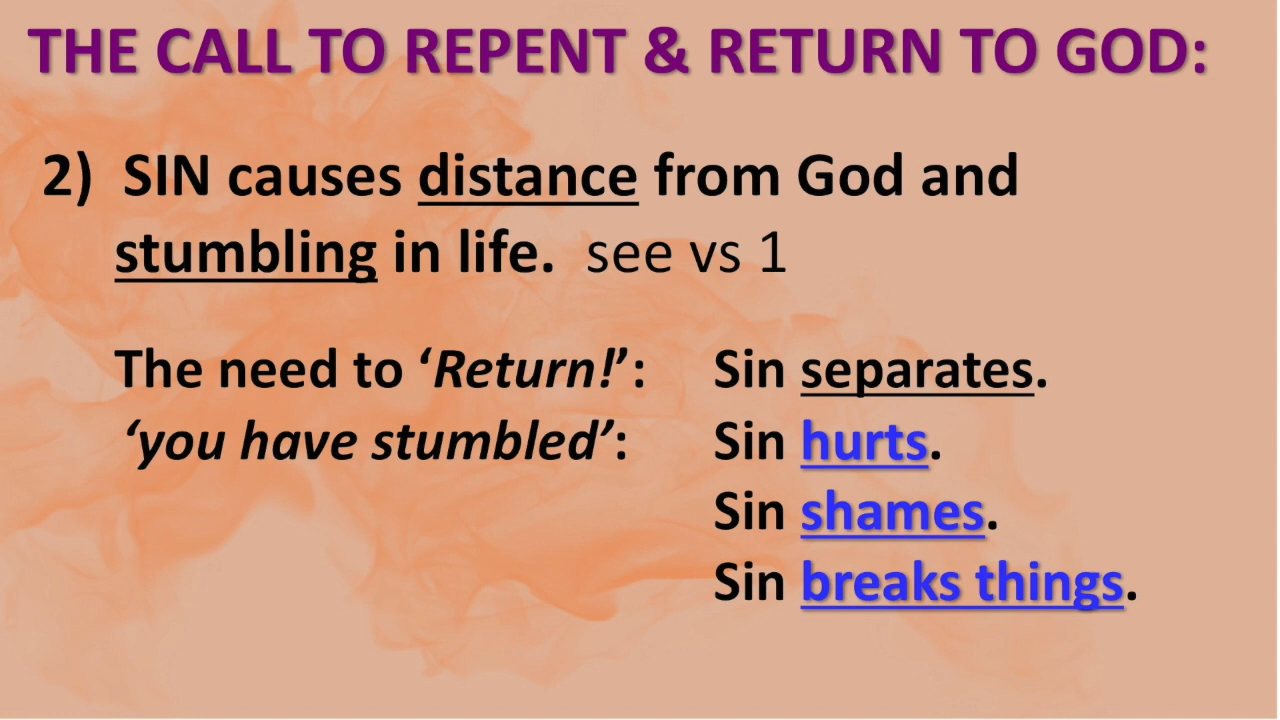 THE CALL TO REPENT & RETURN TO GOD:
2) SIN causes distance from God and
stumbling in life. see vs 1
The need to ‘Return!’: Sin separates.
‘you have stumbled’: Sin hurts.
Sin shames.
Sin breaks things.